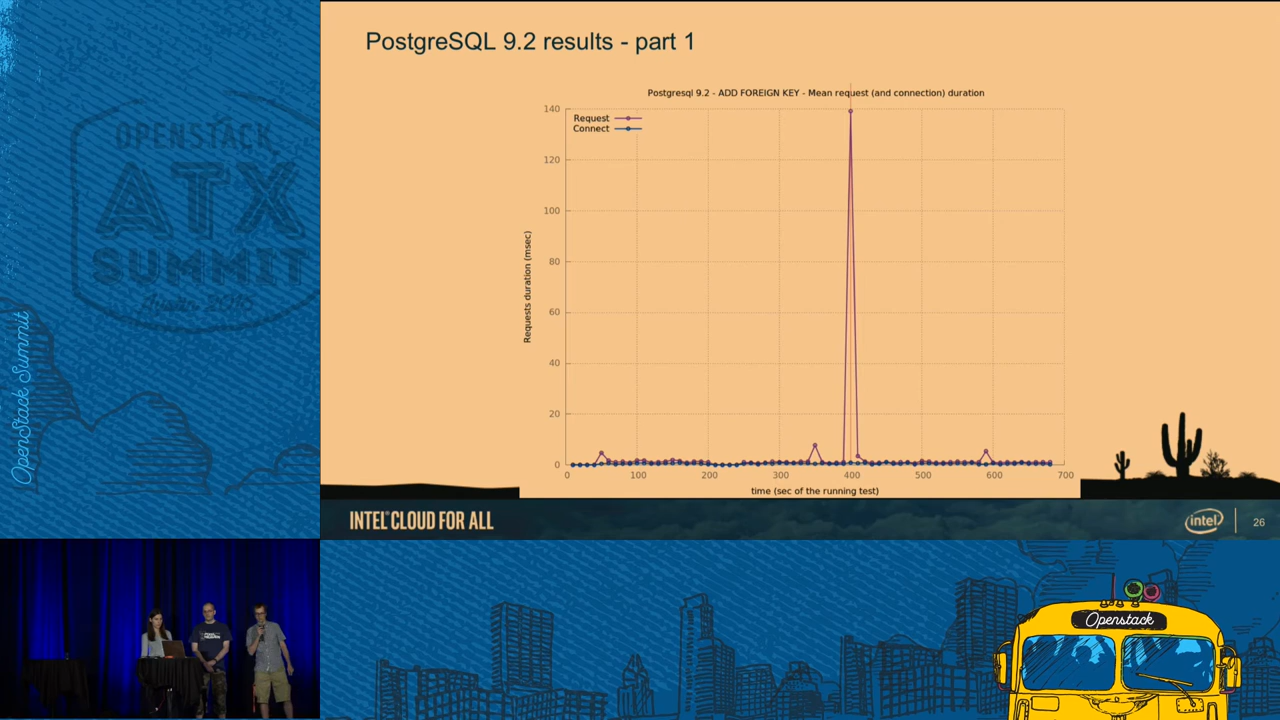 PostgreSQL 9.2 results - part 1
Postgresql 9.2 - ADD FOREIGN KEY - Mean request (and connection) duration
Request
Connect
140
120
100
80
60
40
20
0
Requests duration (msec)
0 100 200 300 400 500 600 700
time (sec of the running test)
INTEL® CLOUD FOR ALL
intel
26
OPENSTACK
ATX
SUMMIT
Austin,
OpenStack Summit
Openstack